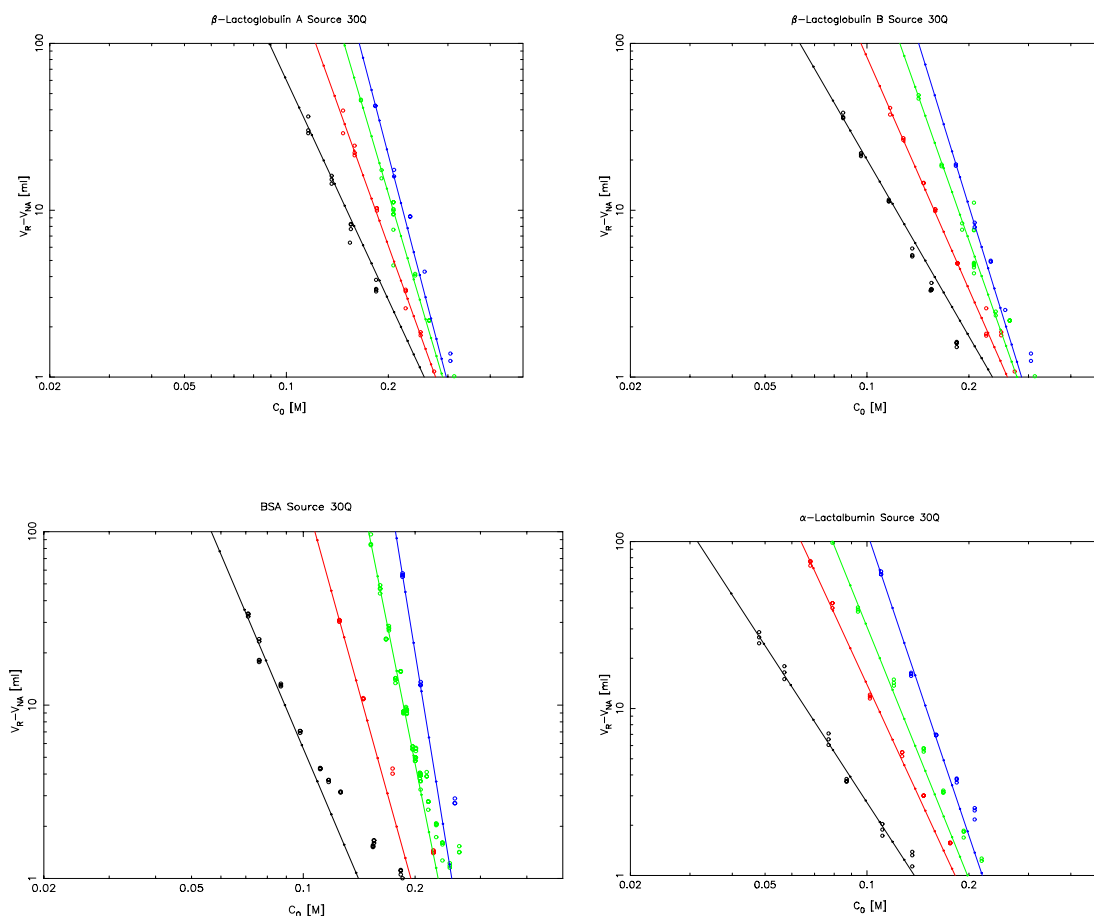 β-Lactoglobulin A Source 30Q
V_R-V_NA [ml]
100
10
1
0.02
0.05
0.1
0.2
C_0 [M]
β-Lactoglobulin B Source 30Q
V_R-V_NA [ml]
100
10
1
0.02
0.05
0.1
0.2
C_0 [M]
BSA Source 30Q
V_R-V_NA [ml]
100
10
1
0.02
0.05
0.1
0.2
C_0 [M]
α-Lactalbumin Source 30Q
V_R-V_NA [ml]
100
10
1
0.02
0.05
0.1
0.2
C_0 [M]